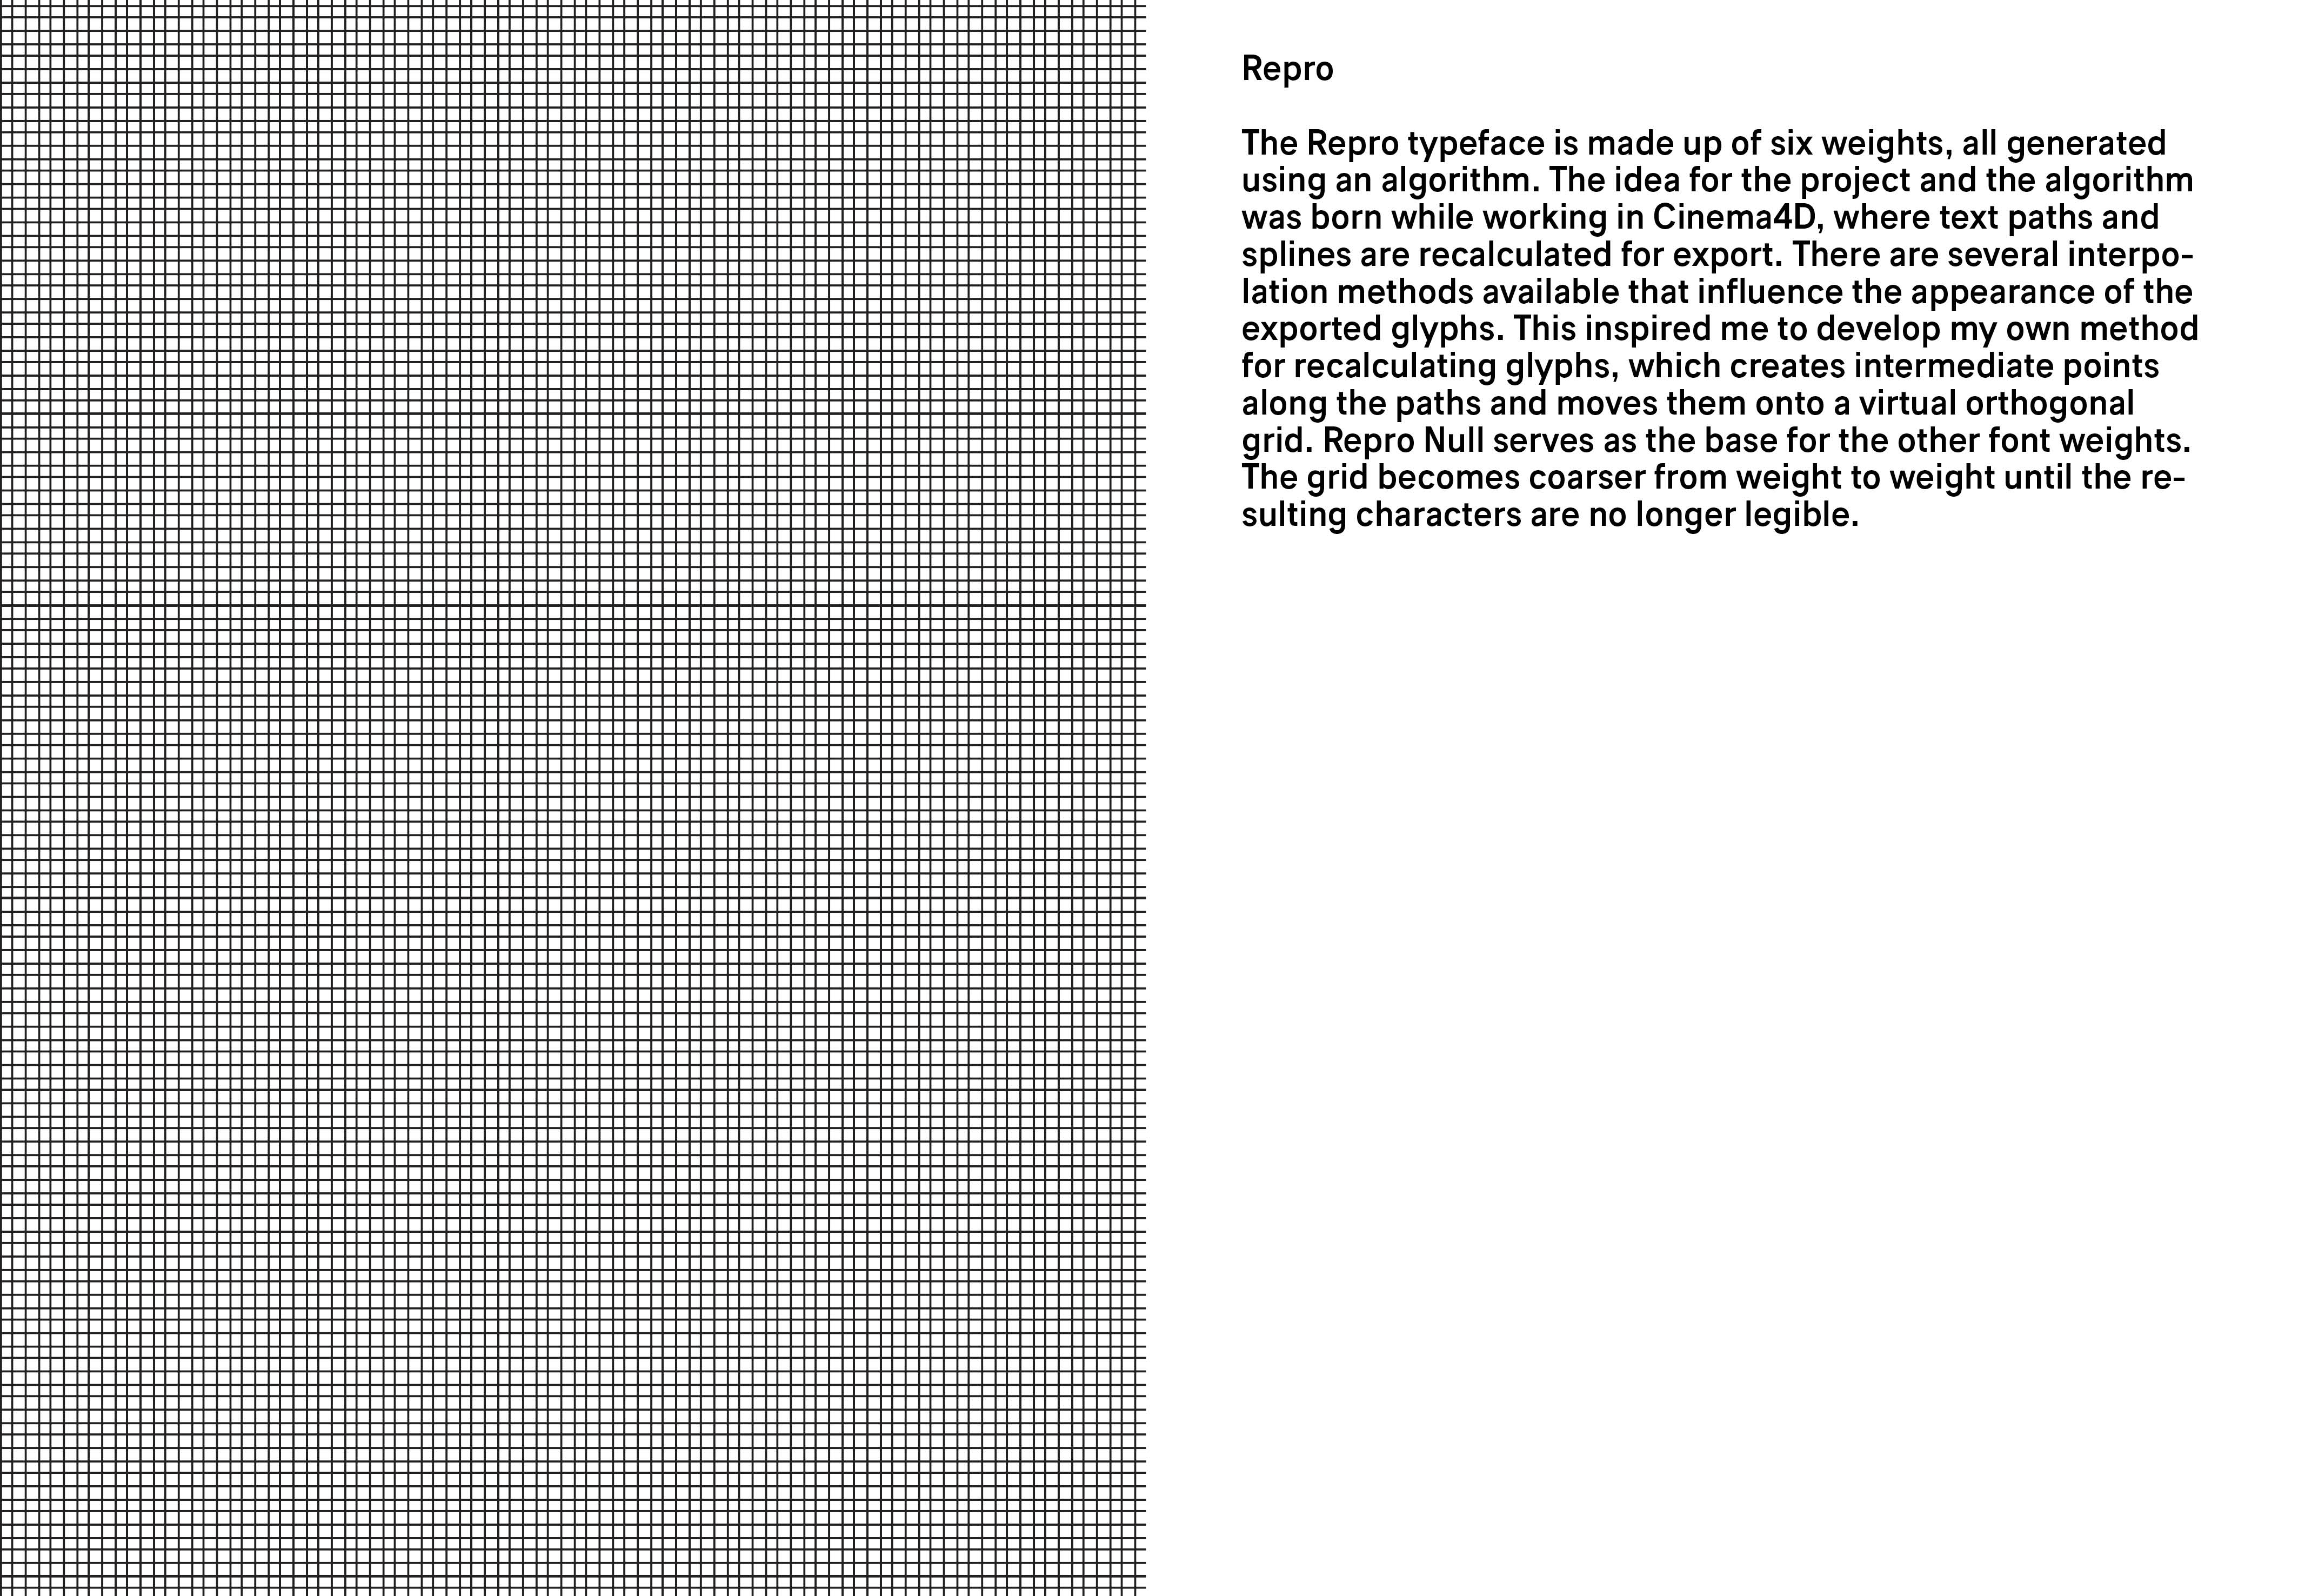 Repro
The Repro typeface is made up of six weights, all generated
using an algorithm. The idea for the project and the algorithm
was born while working in Cinema4D, where text paths and
splines are recalculated for export. There are several interpo-
lation methods available that influence the appearance of the
exported glyphs. This inspired me to develop my own method
for recalculating glyphs, which creates intermediate points
along the paths and moves them onto a virtual orthogonal
grid. Repro Null serves as the base for the other font weights.
The grid becomes coarser from weight to weight until the re-
sulting characters are no longer legible.